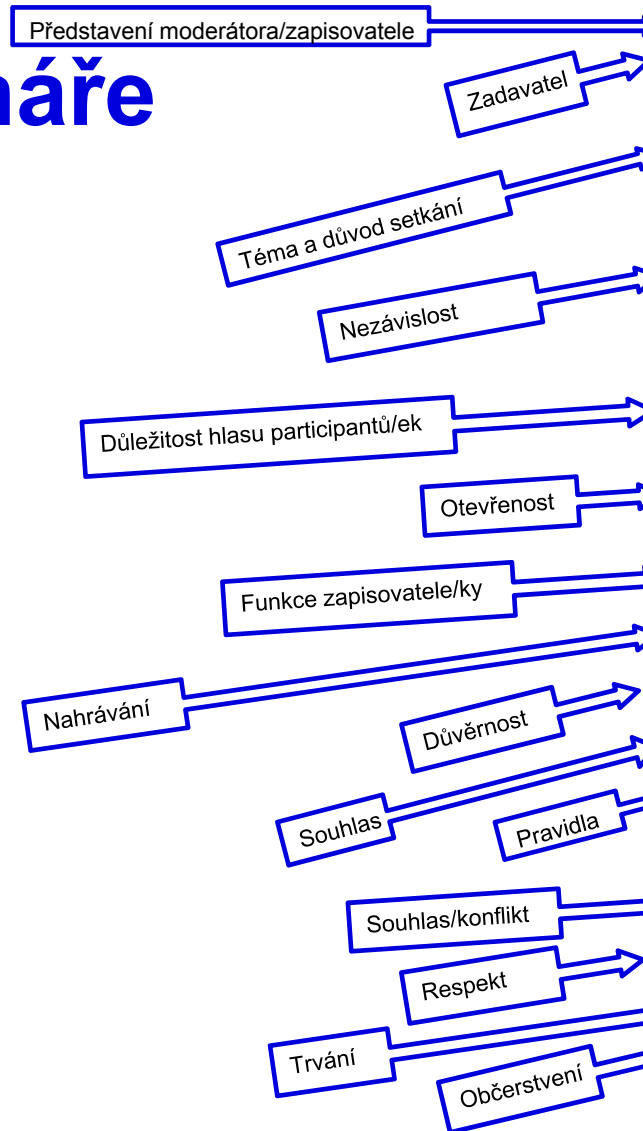 Představení moderátora/zapisovatele
náře
Zadavatel
Téma a důvod setkání
Nezávislost
Důležitost hlasu participantů/ek
Otevřenost
Funkce zapisovatele/ky
Nahrávání
Důvěrnost
Souhlas
Pravidla
Souhlas/konflikt
Respekt
Trvání
Občerstvení